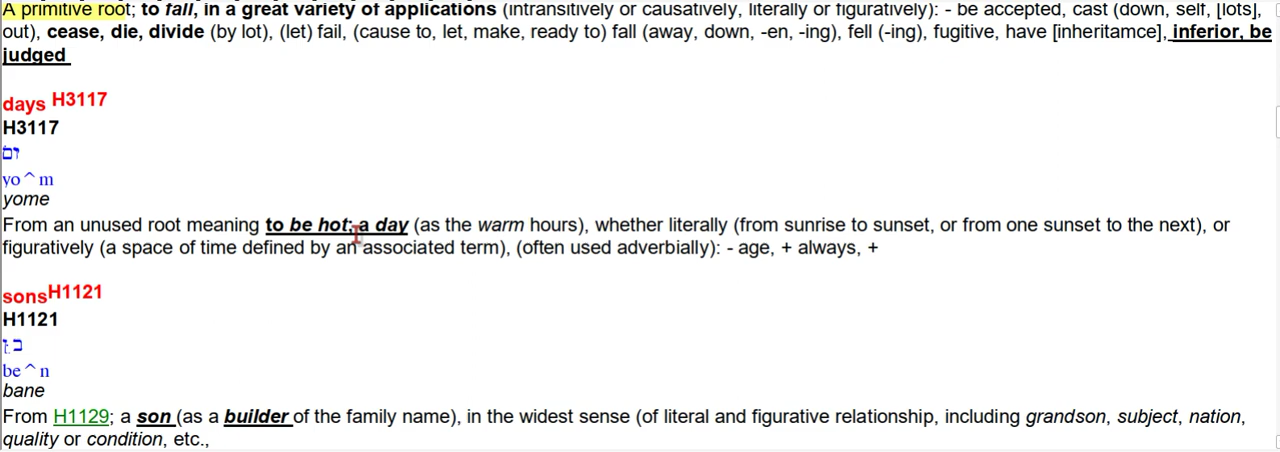 A primitive root; to fall, in a great variety of applications (intransitively or causatively, literally or figuratively): - be accepted, cast (down, self, [lots],
out), cease, die, divide (by lot), (let) fail, (cause to, let, make, ready to) fall (away, down, -en, -ing), fell (-ing), fugitive, have [inheritamce], inferior, be
judged
days H3117
H3117
יוֹם
yo^m
yome
From an unused root meaning to be hot; a day (as the warm hours), whether literally (from sunrise to sunset, or from one sunset to the next), or
figuratively (a space of time defined by an associated term), (often used adverbially): - age, + always, +
sonsH1121
H1121
בּן
be^n
bane
From H1129; a son (as a builder of the family name), in the widest sense (of literal and figurative relationship, including grandson, subject, nation,
quality or condition, etc.,